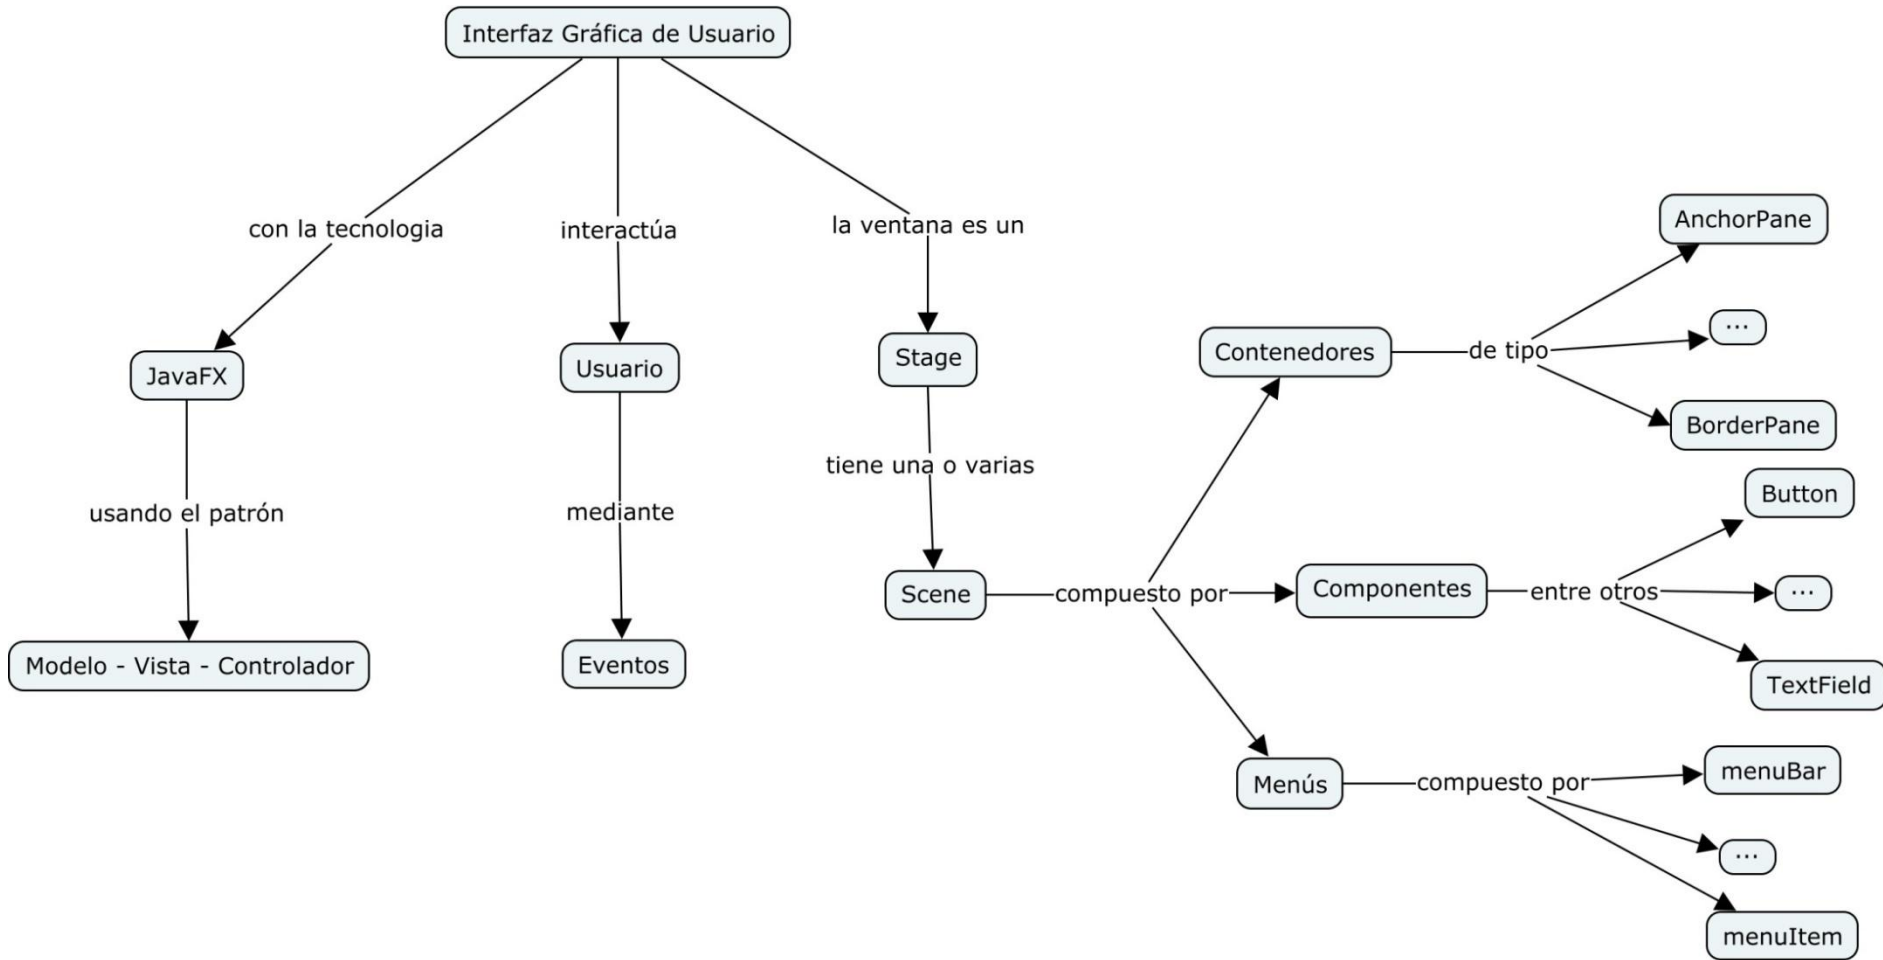 Interfaz Gráfica de Usuario
con la tecnologia
interactúa
la ventana es un
JavaFX
Usuario
Stage
usando el patrón
mediante
tiene una o varias
Modelo - Vista - Controlador
Eventos
Scene
compuesto por
Contenedores
de tipo
AnchorPane
...
BorderPane
Componentes
entre otros
Button
...
TextField
Menús
compuesto por
menuBar
...
menuItem